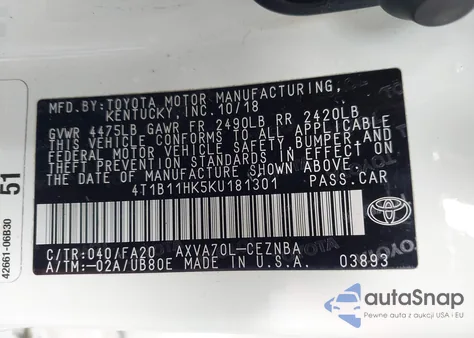 MFD.BY: TOYOTA MOTOR MANUFACTURING,
KENTUCKY, INC. 10/18
GVWR 4475LB GAWR FR 2490LB RR 2420LB
THIS VEHICLE CONFORMS TO ALL APPLICABLE
FEDERAL MOTOR VEHICLE SAFETY, BUMPER, AND
THEFT PREVENTION STANDARDS IN EFFECT ON
THE DATE OF MANUFACTURE SHOWN ABOVE.
4T1B11HK5KU181301 PASS.CAR
C/TR:040/FA20 AXVA70L-CEZNBA
A/TM:-02A/UB80E MADE IN U.S.A. 03893
51
42661-06B30
autoSnap
Pewne auta z USA i EU